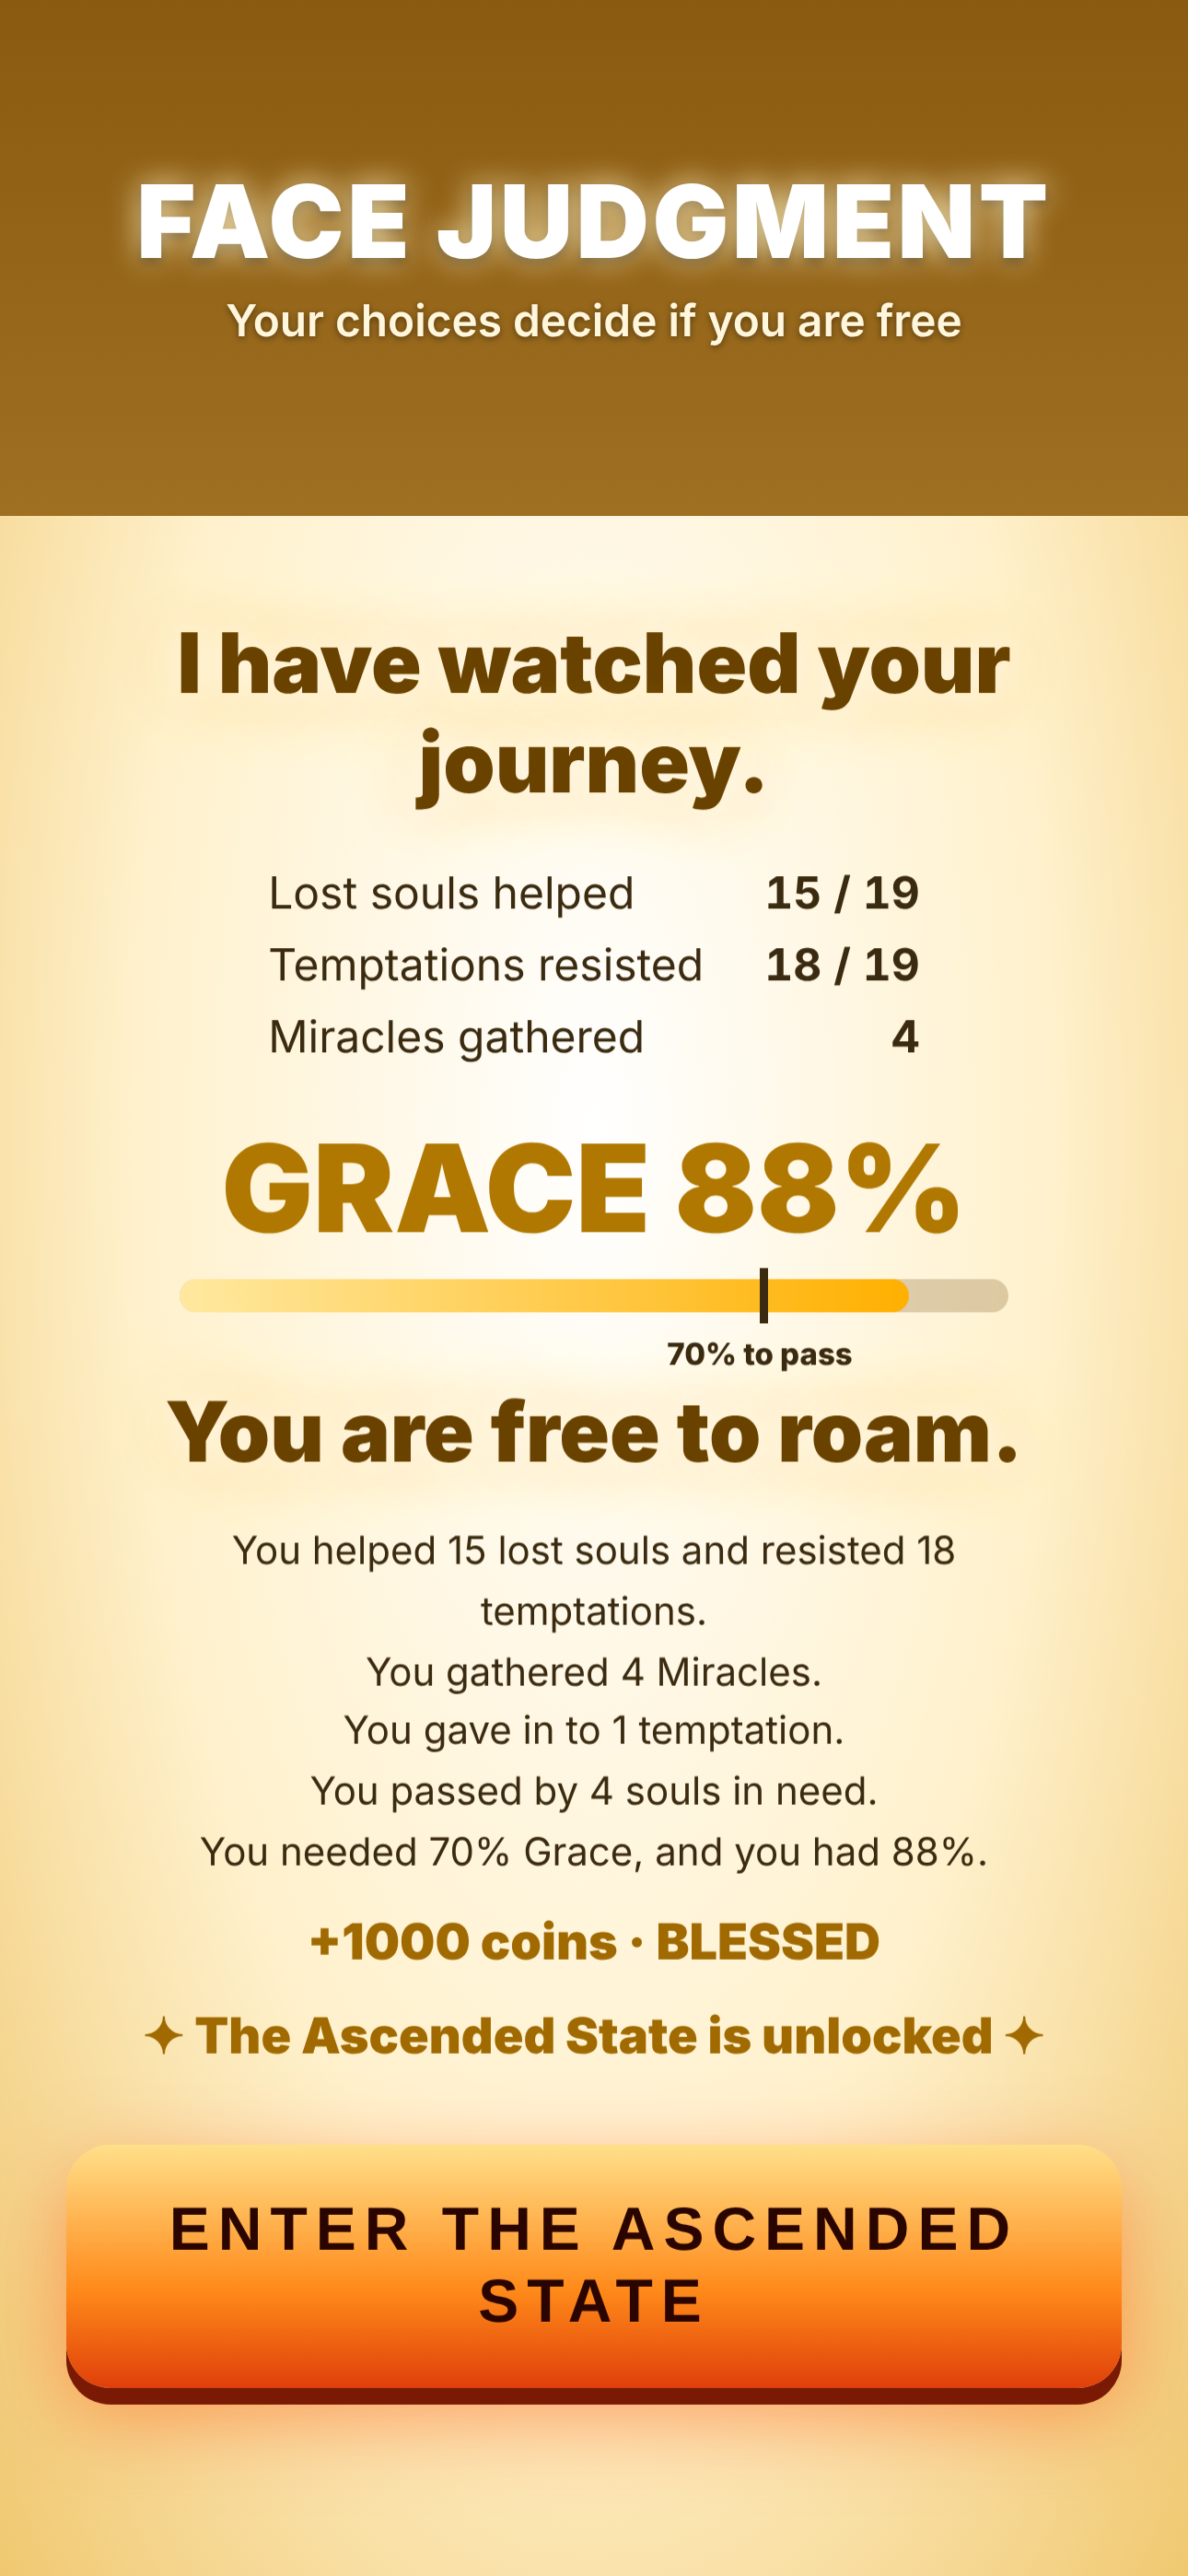 FACE JUDGMENT
Your choices decide if you are free
I have watched your
journey.
Lost souls helped 15 / 19
Temptations resisted 18 / 19
Miracles gathered 4
GRACE 88%
70% to pass
You are free to roam.
You helped 15 lost souls and resisted 18
temptations.
You gathered 4 Miracles.
You gave in to 1 temptation.
You passed by 4 souls in need.
You needed 70% Grace, and you had 88%.
+1000 coins · BLESSED
✦ The Ascended State is unlocked ✦
ENTER THE ASCENDED
STATE